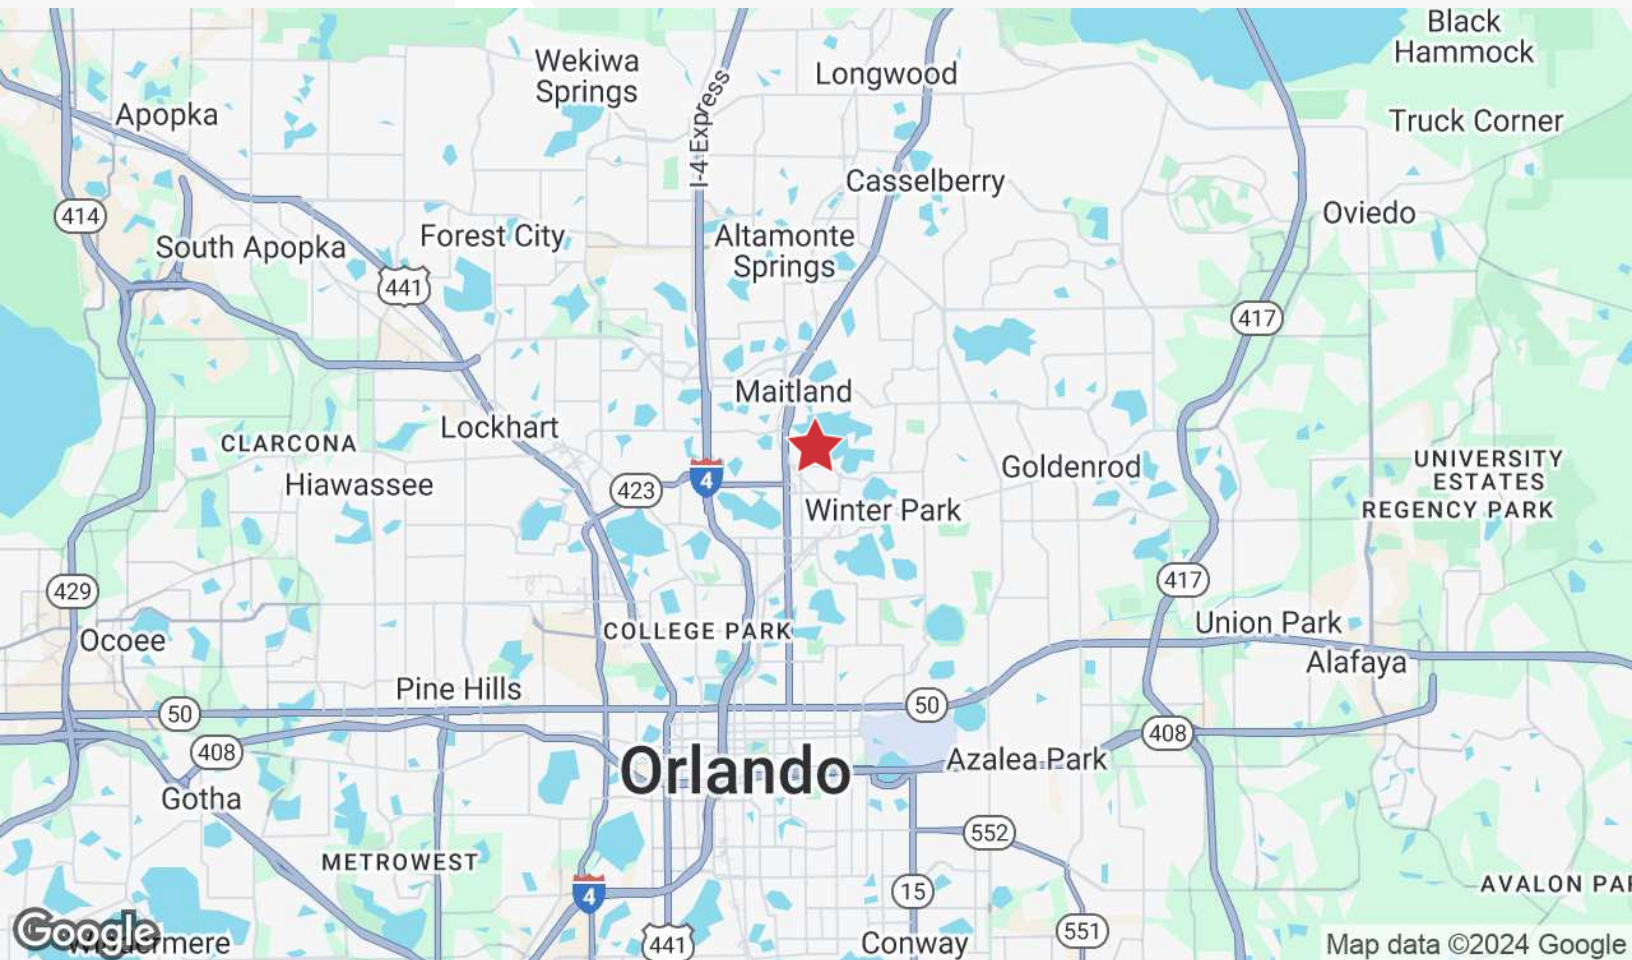 Black
Hammock
Wekiwa
Springs
Longwood
I-4 Express
Apopka
Truck Corner
Casselberry
414
Oviedo
Forest City
Altamonte
Springs
South Apopka
441
417
Maitland
Lockhart
CLARCONA
Hiawassee
4
423
Goldenrod
UNIVERSITY
ESTATES
REGENCY PARK
Winter Park
417
429
Union Park
Ocoee
COLLEGE PARK
Alafaya
Pine Hills
50
50
408
408
Orlando
Azalea Park
Gotha
552
METROWEST
4
15
AVALON PAR
551
Google
Windermere
441
Conway
Map data ©2024 Google